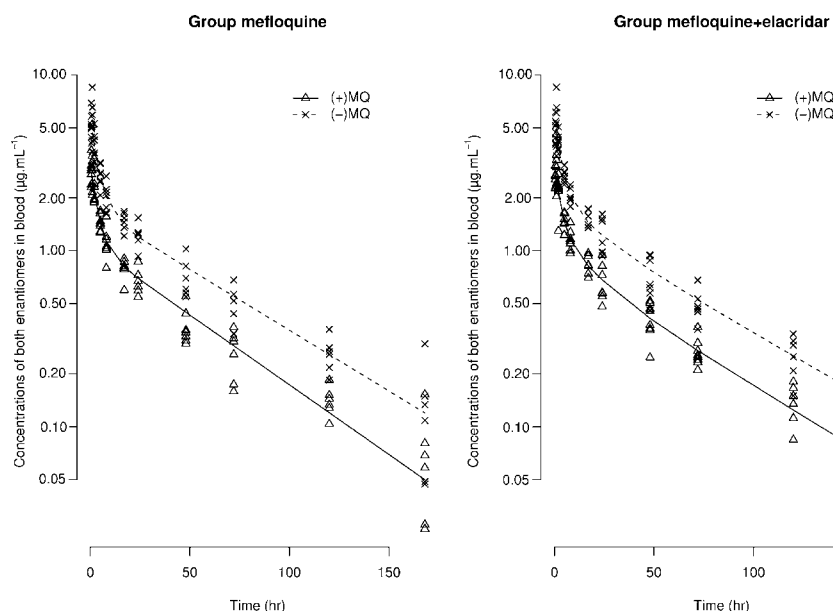 Group mefloquine
Concentrations of both enantiomers in blood (µg.mL⁻¹)
10.00
5.00
2.00
1.00
0.50
0.20
0.10
0.05
(+)MQ
(−)MQ
0
50
100
150
Time (hr)
Group mefloquine+elacridar
Concentrations of both enantiomers in blood (µg.mL⁻¹)
10.00
5.00
2.00
1.00
0.50
0.20
0.10
0.05
(+)MQ
(−)MQ
0
50
100
Time (hr)